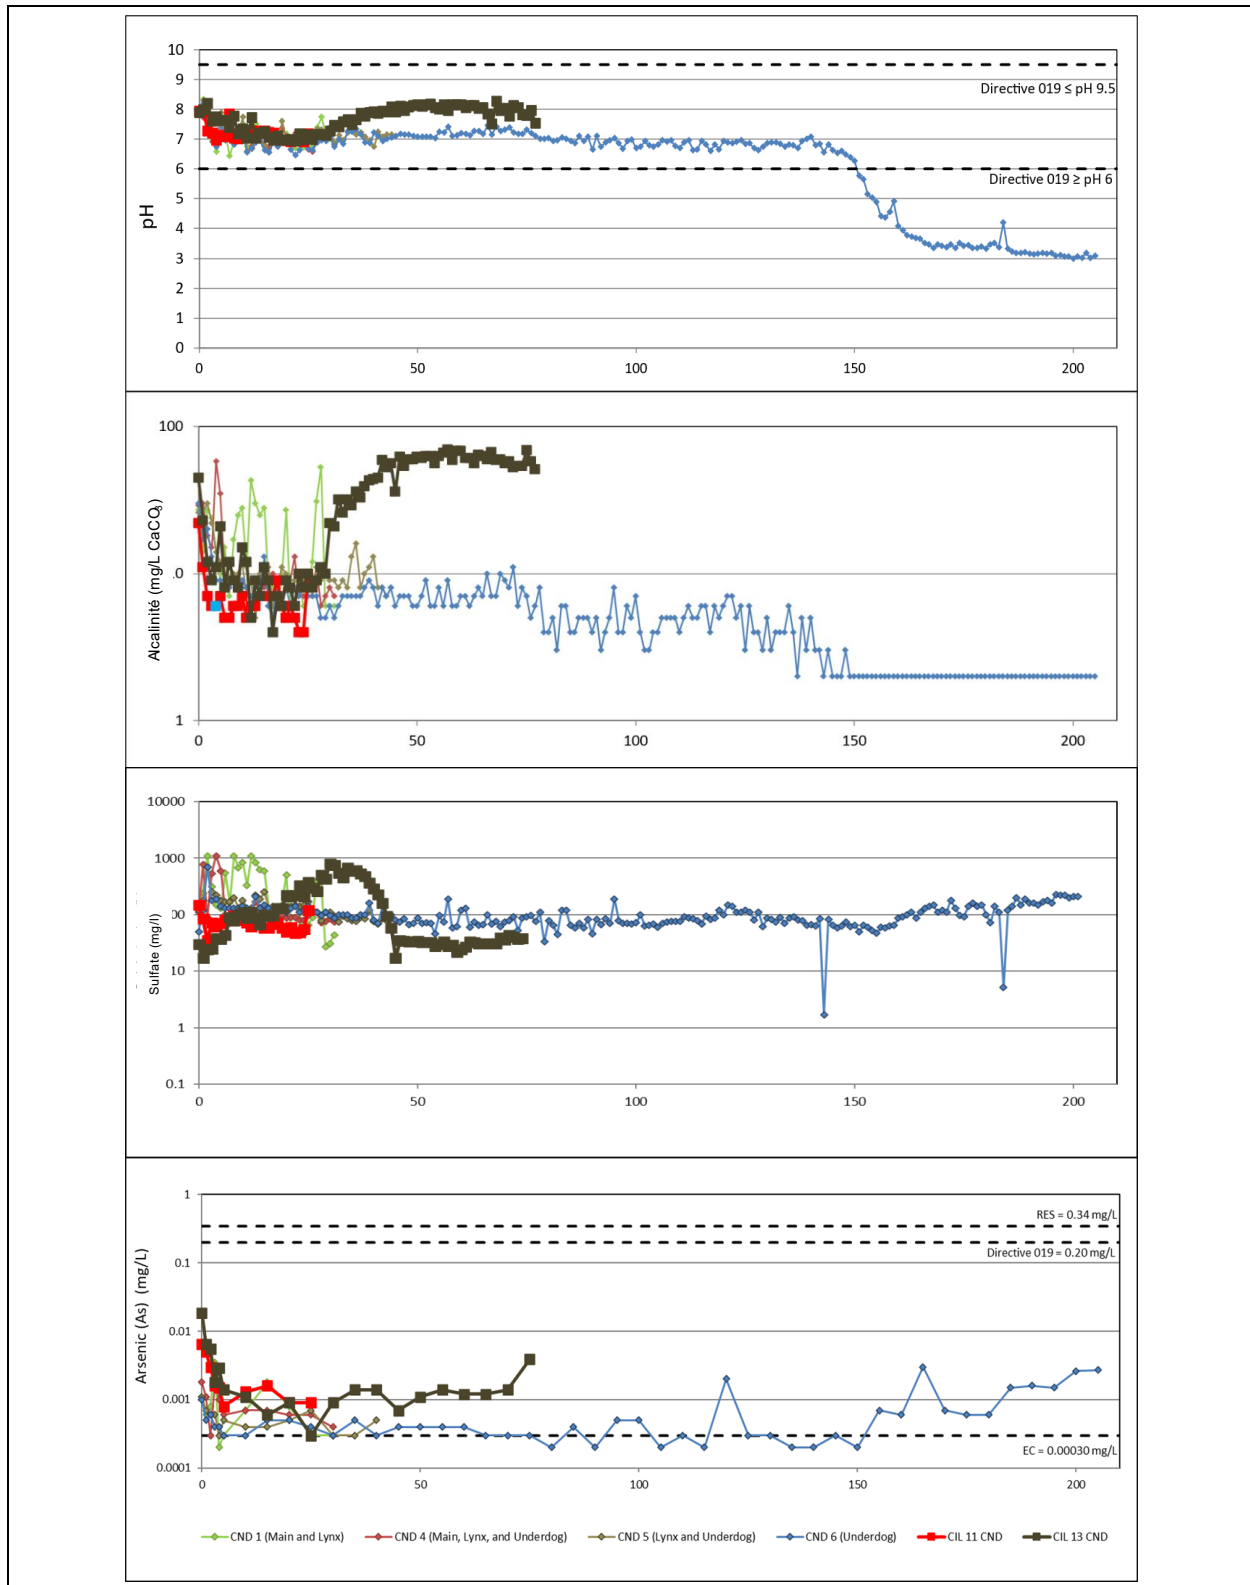 10
9
8
7
6
5
4
3
2
1
0
pH
Directive 019 ≤ pH 9.5
Directive 019 ≥ pH 6
0 50 100 150 200
100
.0
1
Alcalinité (mg/L CaCO3)
0 50 100 150 200
10000
1000
00
10
1
0.1
Sulfate (mg/l)
0 50 100 150 200
1
0.1
0.01
0.001
0.0001
Arsenic (As) (mg/L)
RES = 0.34 mg/L
Directive 019 = 0.20 mg/L
EC = 0.00030 mg/L
0 50 100 150 200
CND 1 (Main and Lynx) CND 4 (Main, Lynx, and Underdog) CND 5 (Lynx and Underdog) CND 6 (Underdog) CIL 11 CND CIL 13 CND